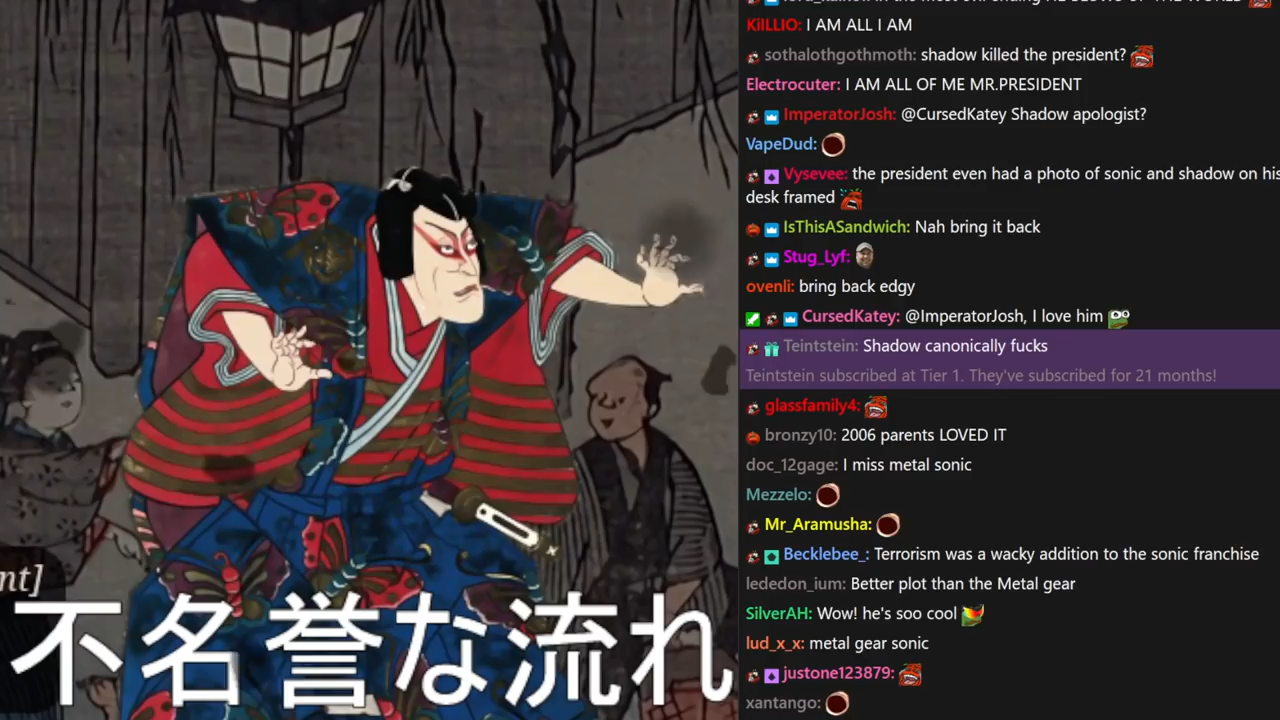 KiILLIO: I AM ALL I AM
sothalothgothmoth: shadow killed the president?
Electrocuter: I AM ALL OF ME MR.PRESIDENT
ImperatorJosh: @CursedKatey Shadow apologist?
VapeDud:
Vysevee: the president even had a photo of sonic and shadow on his
desk framed
IsThisASandwich: Nah bring it back
Stug_Lyf:
ovenli: bring back edgy
CursedKatey: @ImperatorJosh, I love him
Teintstein: Shadow canonically fucks
Teintstein subscribed at Tier 1. They've subscribed for 21 months!
glassfamily4:
bronzy10: 2006 parents LOVED IT
doc_12gage: I miss metal sonic
Mezzelo:
Mr_Aramusha:
Becklebee_: Terrorism was a wacky addition to the sonic franchise
lededon_ium: Better plot than the Metal gear
SilverAH: Wow! he's soo cool
lud_x_x: metal gear sonic
justone123879:
xantango:
nt]
不名誉な流れ